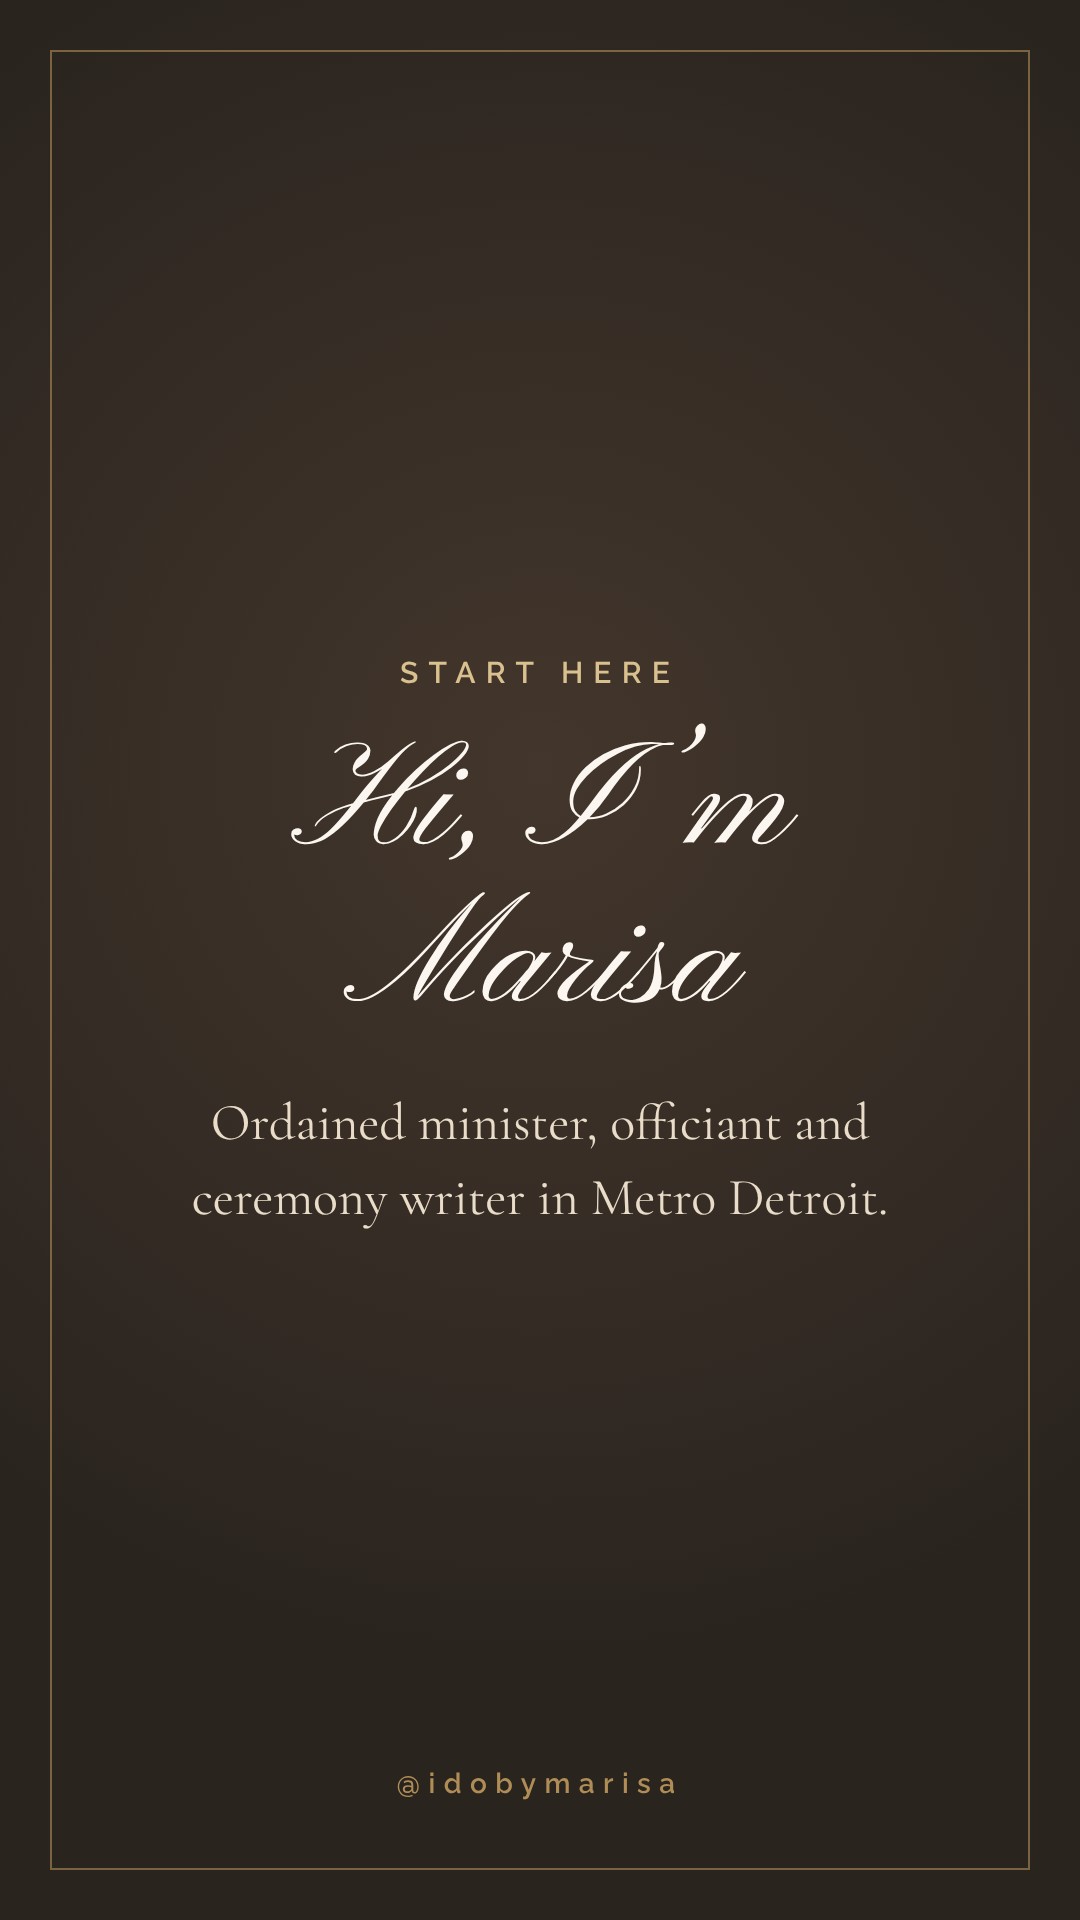 START HERE
Hi, I’m
Marisa
Ordained minister, officiant and
ceremony writer in Metro Detroit.
@idobymarisa